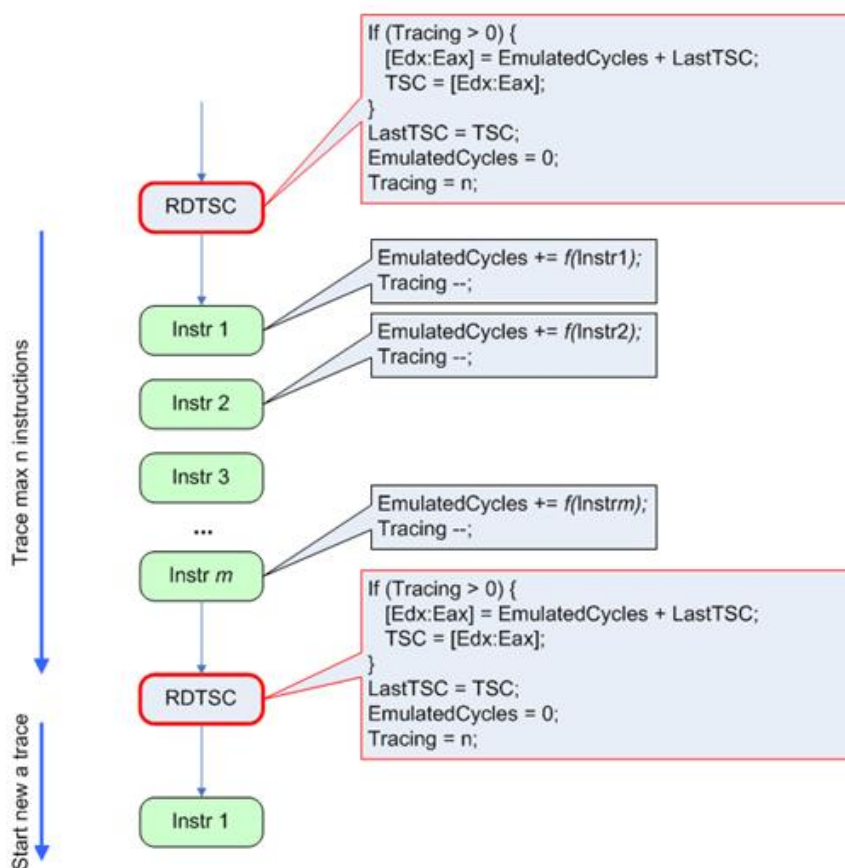 If (Tracing > 0) {
[Edx:Eax] = EmulatedCycles + LastTSC;
TSC = [Edx:Eax];
}
LastTSC = TSC;
EmulatedCycles = 0;
Tracing = n;
RDTSC
EmulatedCycles += f(Instr1);
Tracing --;
Instr 1
EmulatedCycles += f(Instr2);
Tracing --;
Instr 2
Instr 3
...
EmulatedCycles += f(Instrm);
Tracing --;
Instr m
Trace max n instructions
If (Tracing > 0) {
[Edx:Eax] = EmulatedCycles + LastTSC;
TSC = [Edx:Eax];
}
LastTSC = TSC;
EmulatedCycles = 0;
Tracing = n;
RDTSC
Instr 1
Start new a trace